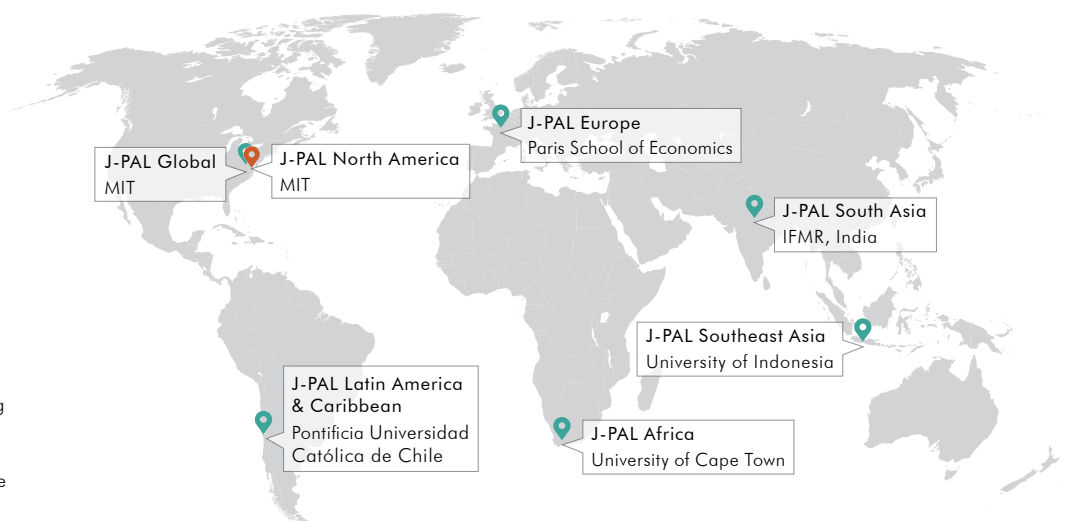 J-PAL Global
MIT
J-PAL North America
MIT
J-PAL Europe
Paris School of Economics
J-PAL South Asia
IFMR, India
J-PAL Southeast Asia
University of Indonesia
J-PAL Latin America
& Caribbean
Pontificia Universidad
Católica de Chile
J-PAL Africa
University of Cape Town